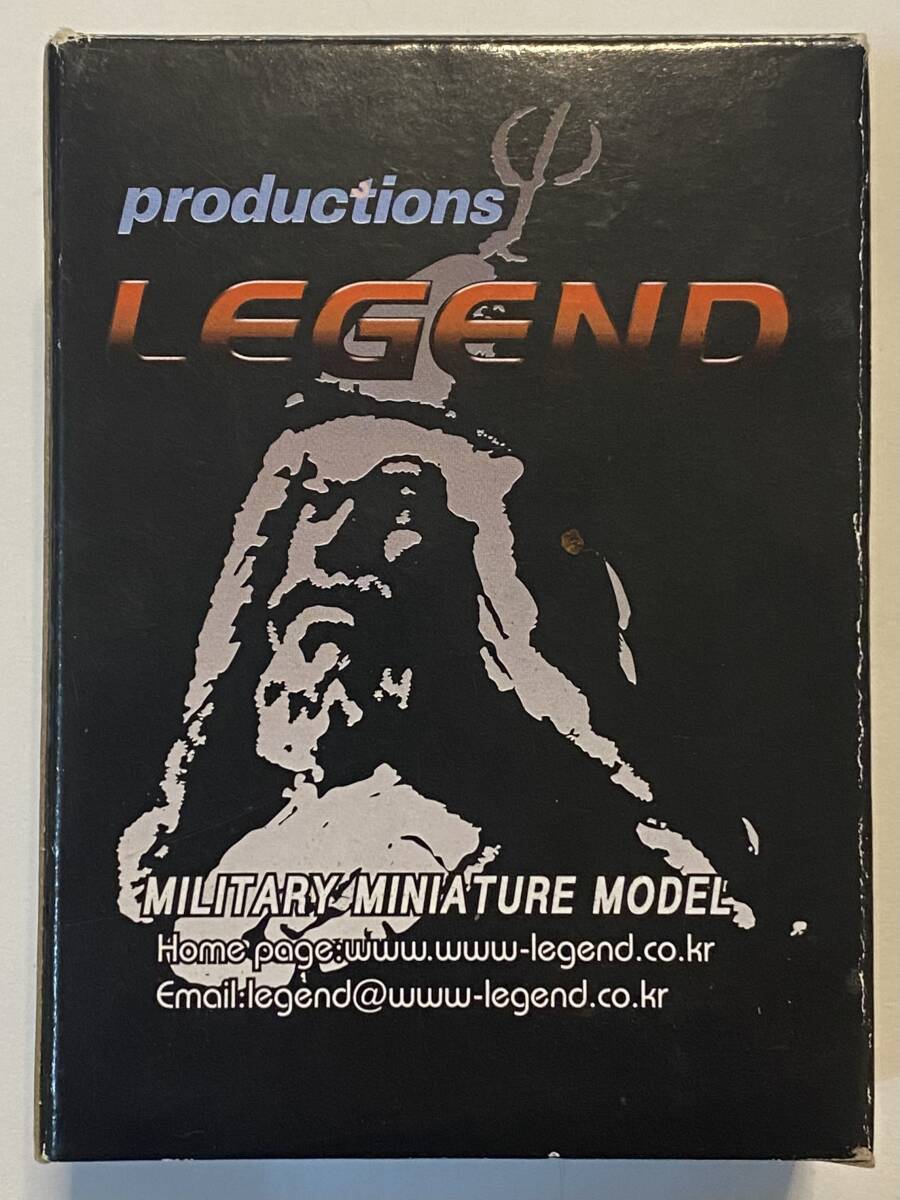 productions
LEGEND
MILITARY MINIATURE MODEL
Home page:www.www-legend.co.kr
Email:legend@www-legend.co.kr